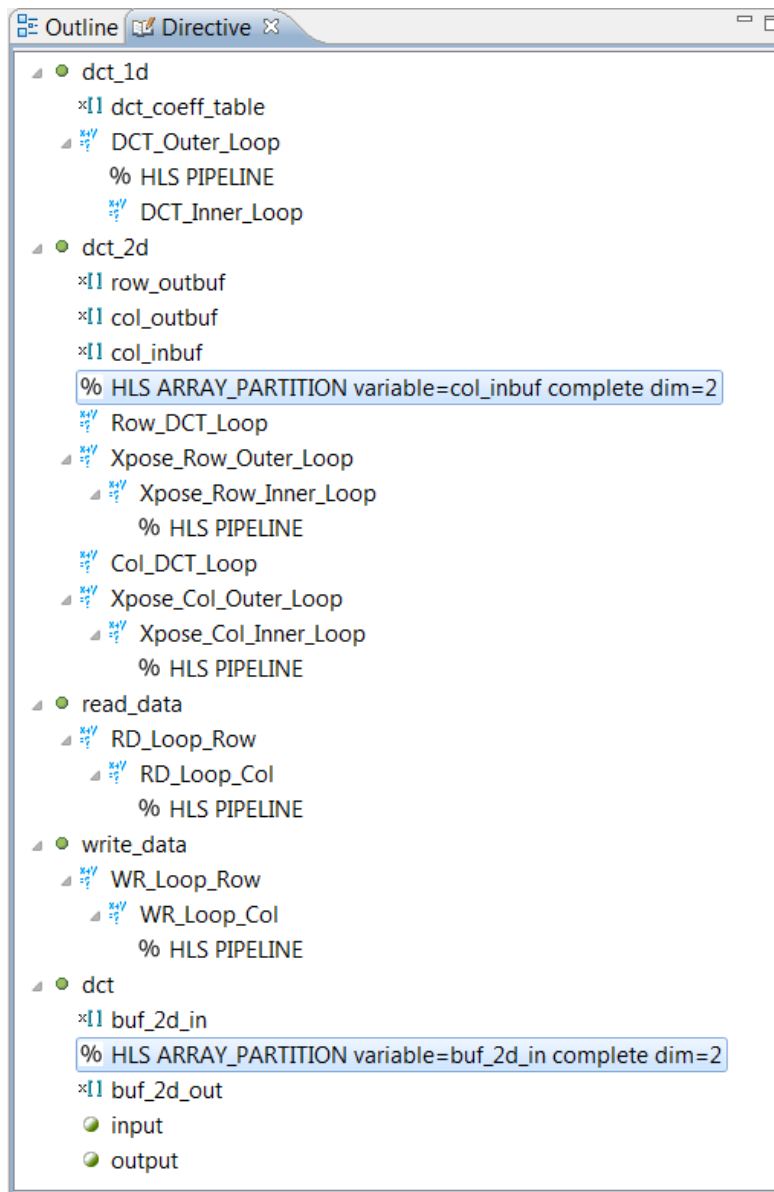 Outline Directive
dct_1d
x[] dct_coeff_table
DCT_Outer_Loop
% HLS PIPELINE
DCT_Inner_Loop
dct_2d
x[] row_outbuf
x[] col_outbuf
x[] col_inbuf
% HLS ARRAY_PARTITION variable=col_inbuf complete dim=2
Row_DCT_Loop
Xpose_Row_Outer_Loop
Xpose_Row_Inner_Loop
% HLS PIPELINE
Col_DCT_Loop
Xpose_Col_Outer_Loop
Xpose_Col_Inner_Loop
% HLS PIPELINE
read_data
RD_Loop_Row
RD_Loop_Col
% HLS PIPELINE
write_data
WR_Loop_Row
WR_Loop_Col
% HLS PIPELINE
dct
x[] buf_2d_in
% HLS ARRAY_PARTITION variable=buf_2d_in complete dim=2
x[] buf_2d_out
input
output